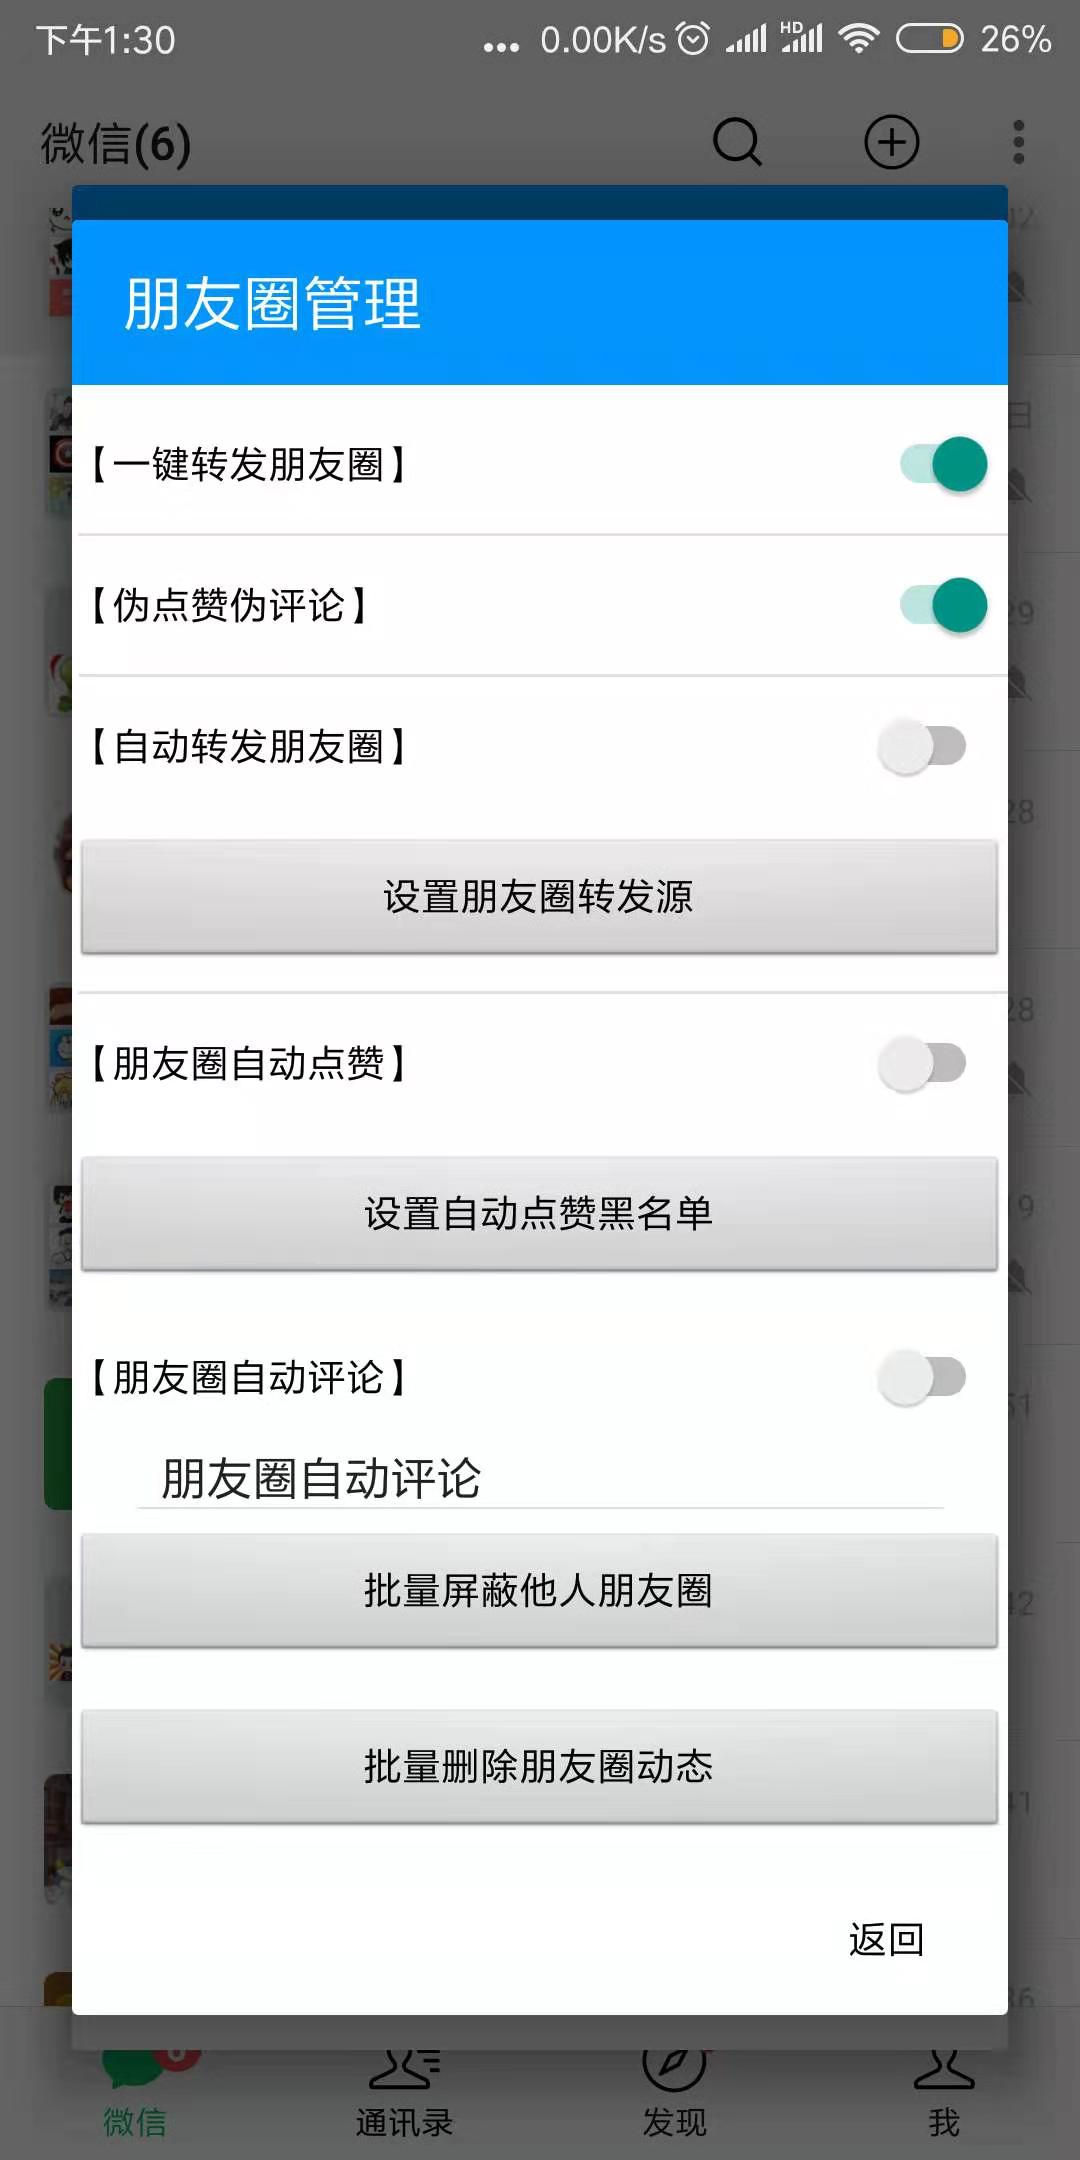 下午1:30
... 0.00K/s HD 26%
微信(6)
朋友圈管理
【一键转发朋友圈】
【伪点赞伪评论】
【自动转发朋友圈】
设置朋友圈转发源
【朋友圈自动点赞】
设置自动点赞黑名单
【朋友圈自动评论】
朋友圈自动评论
批量屏蔽他人朋友圈
批量删除朋友圈动态
返回
微信
通讯录
发现
我